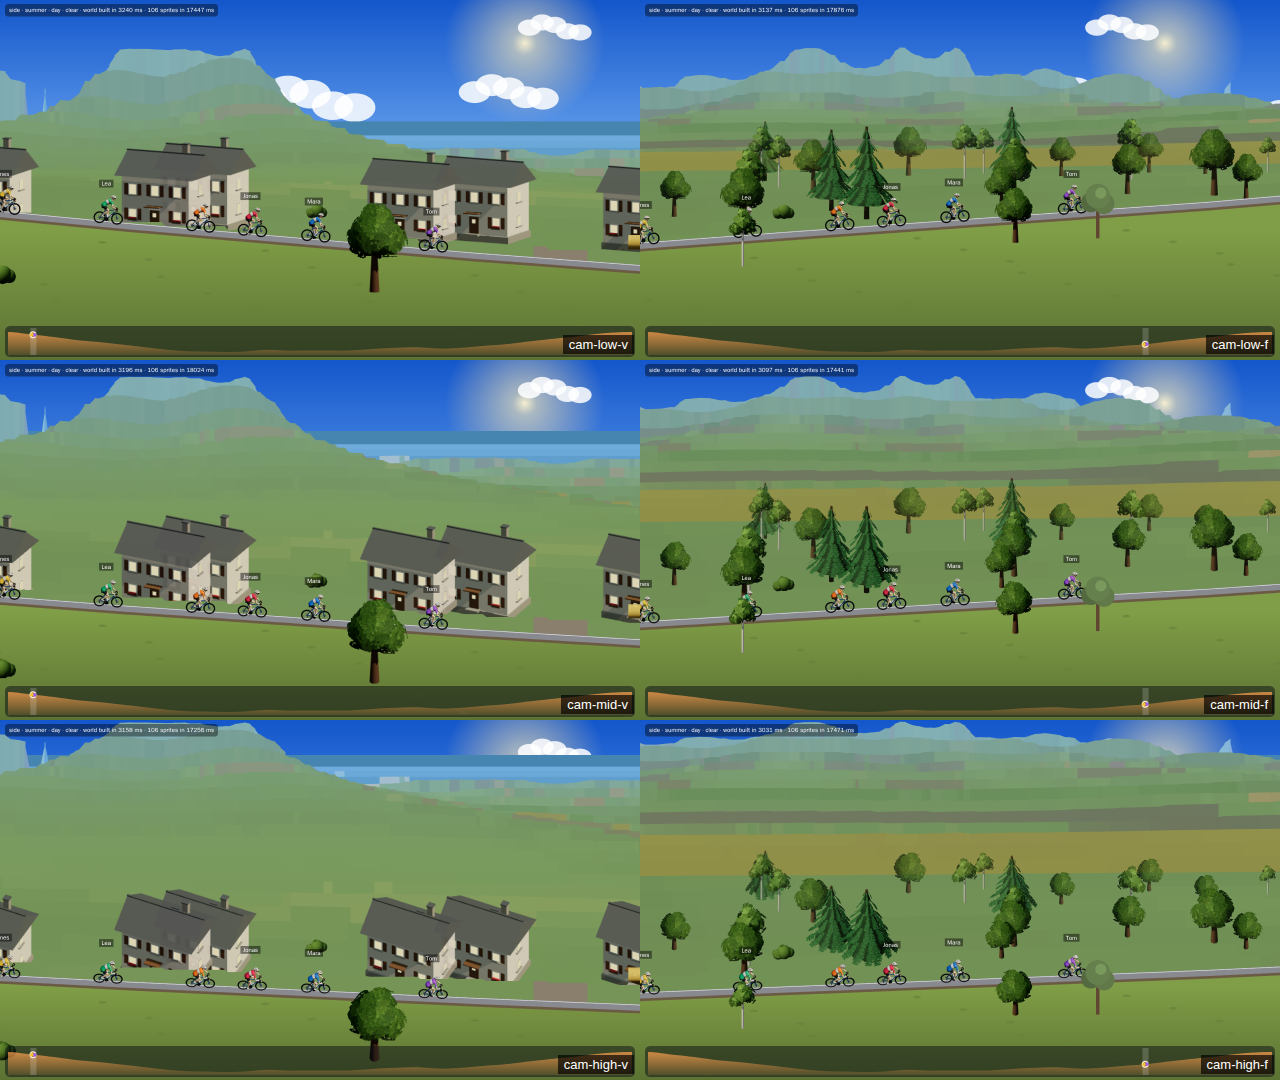 side · summer · day · clear · world built in 3240 ms · 106 sprites in 17447 ms
nes
Lea
Jonas
Mara
Tom
cam-low-v
side · summer · day · clear · world built in 3137 ms · 106 sprites in 17876 ms
nes
Lea
Jonas
Mara
Tom
cam-low-f
side · summer · day · clear · world built in 3196 ms · 106 sprites in 18024 ms
nes
Lea
Jonas
Mara
Tom
cam-mid-v
side · summer · day · clear · world built in 3097 ms · 106 sprites in 17441 ms
nes
Lea
Jonas
Mara
Tom
cam-mid-f
side · summer · day · clear · world built in 3158 ms · 106 sprites in 17256 ms
nes
Lea
Jonas
Mara
Tom
cam-high-v
side · summer · day · clear · world built in 3031 ms · 106 sprites in 17471 ms
nes
Lea
Jonas
Mara
Tom
cam-high-f